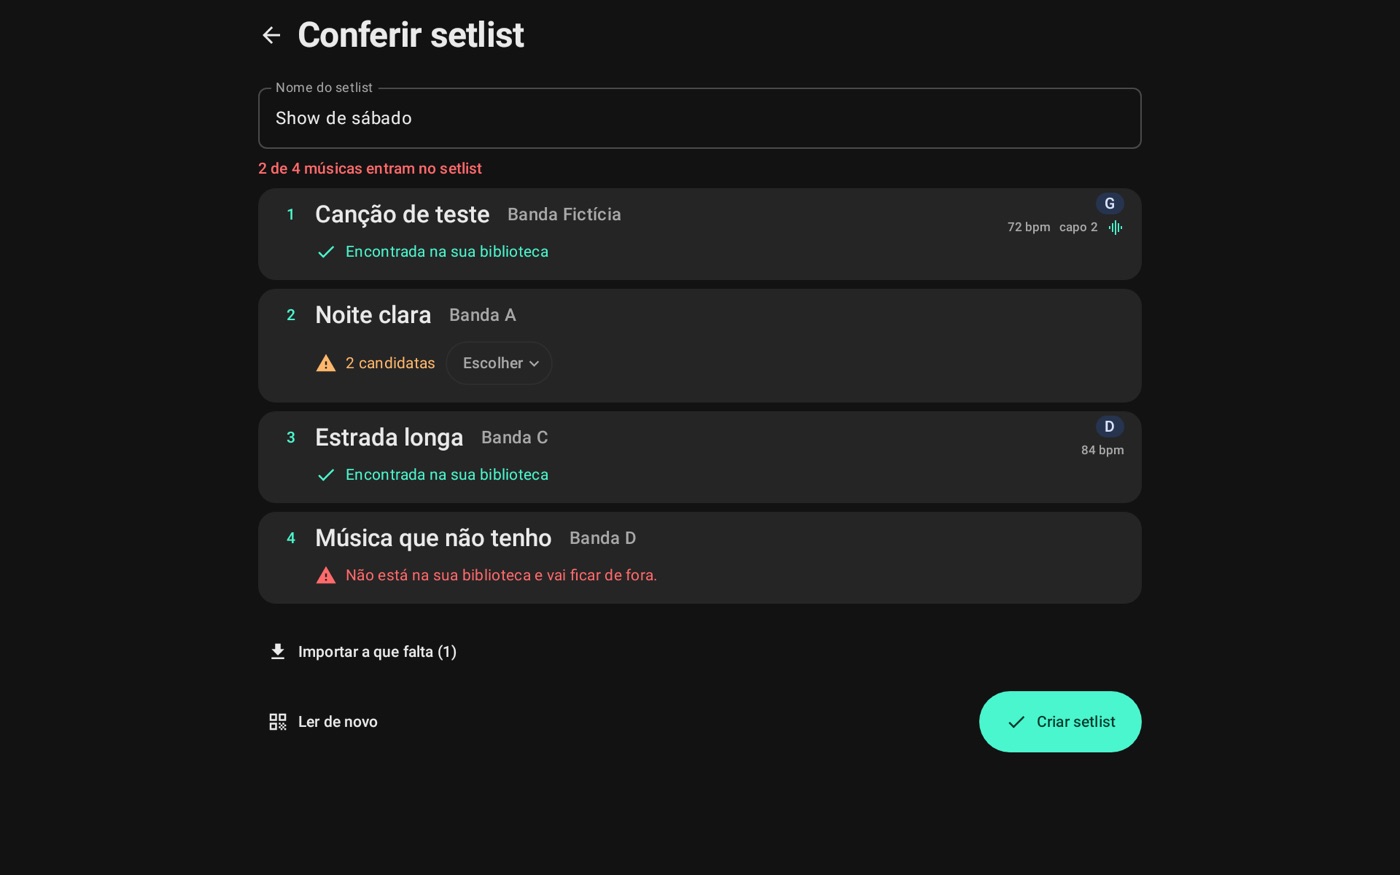 Conferir setlist
Nome do setlist
Show de sábado
2 de 4 músicas entram no setlist
1 Canção de teste Banda Fictícia G
72 bpm capo 2
Encontrada na sua biblioteca
2 Noite clara Banda A
2 candidatas Escolher
3 Estrada longa Banda C D
84 bpm
Encontrada na sua biblioteca
4 Música que não tenho Banda D
Não está na sua biblioteca e vai ficar de fora.
Importar a que falta (1)
Ler de novo Criar setlist